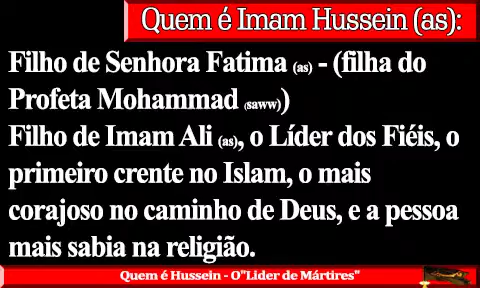 Quem é Imam Hussein (as):
Filho de Senhora Fatima (as) - (filha do
Profeta Mohammad (saww))
Filho de Imam Ali (as), o Líder dos Fiéis, o
primeiro crente no Islam, o mais
corajoso no caminho de Deus, e a pessoa
mais sabia na religião.
Quem é Hussein - O"Lider de Mártires"